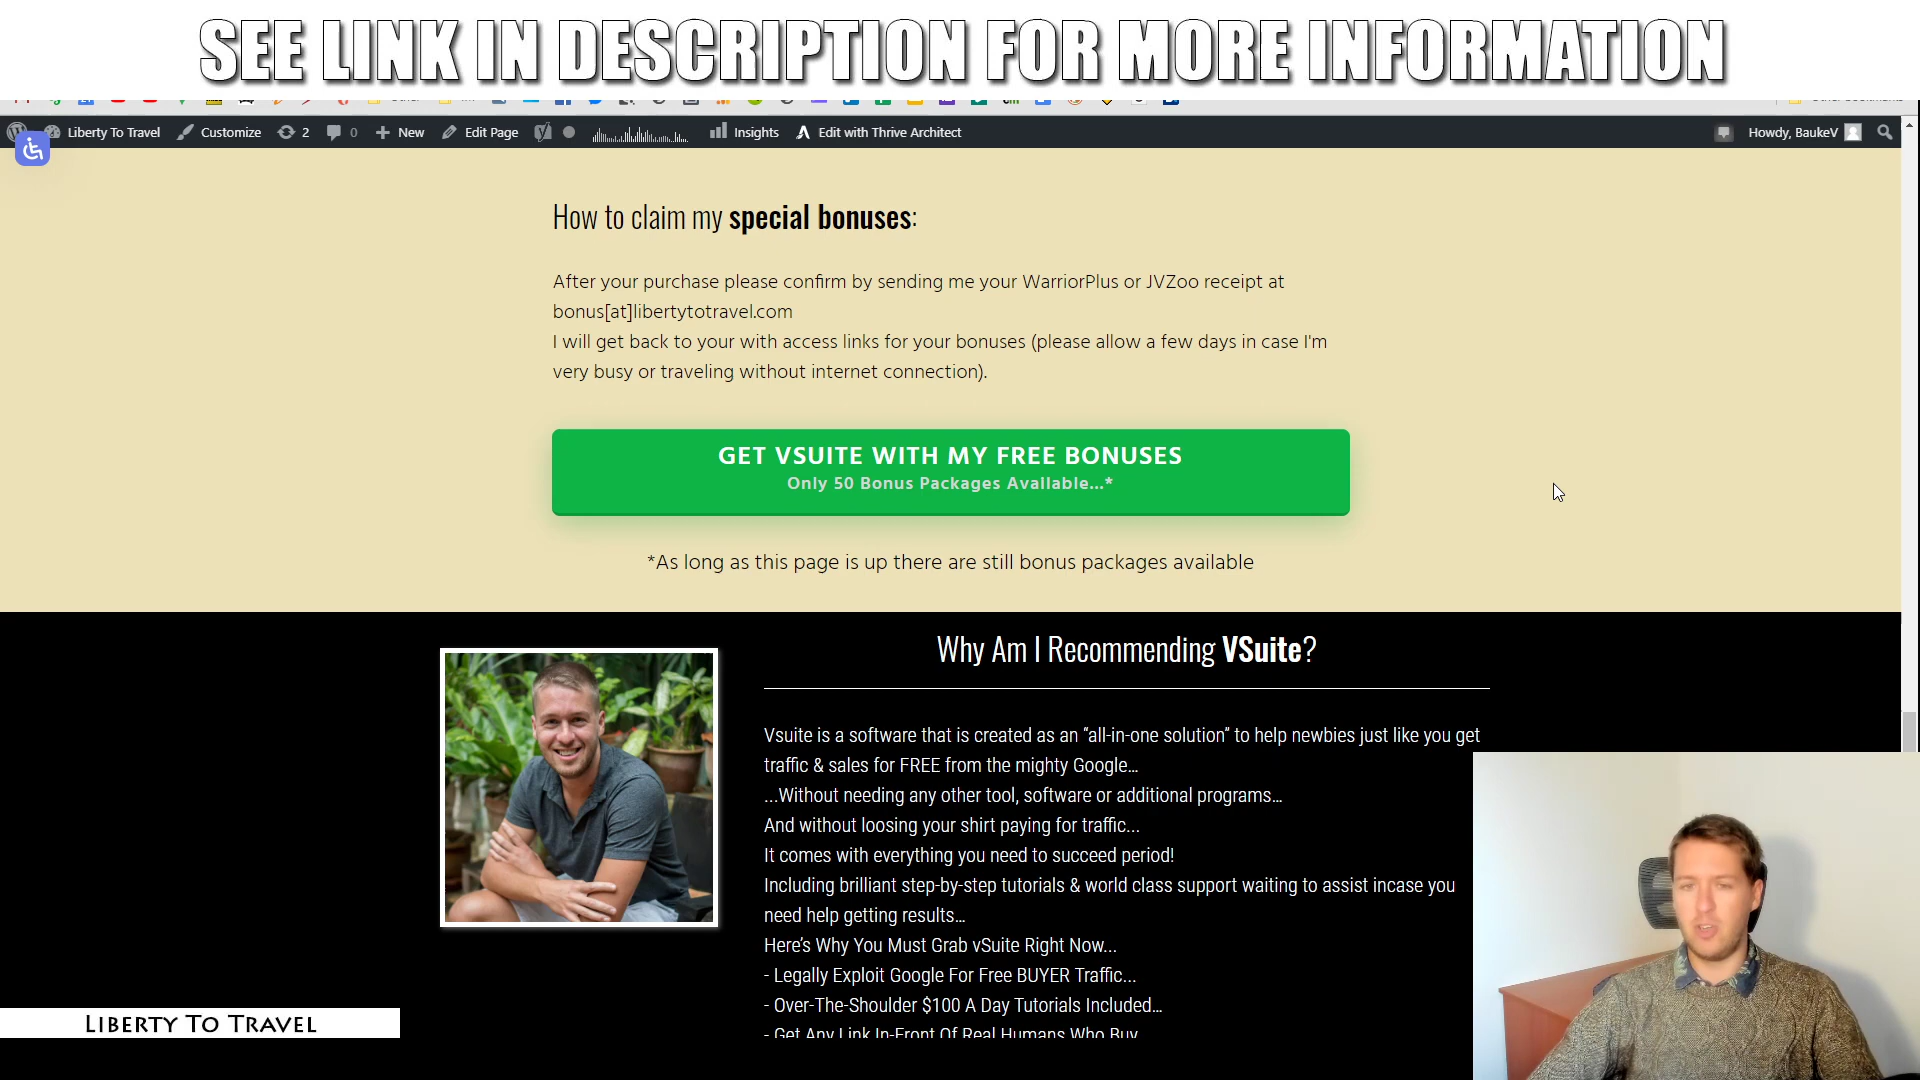 SEE LINK IN DESCRIPTION FOR MORE INFORMATION
Liberty To Travel Customize 2 0 New Edit Page Insights Edit with Thrive Architect Howdy, BaukeV
How to claim my special bonuses:
After your purchase please confirm by sending me your WarriorPlus or JVZoo receipt at
bonus[at]libertytotravel.com
I will get back to your with access links for your bonuses (please allow a few days in case I'm
very busy or traveling without internet connection).
GET VSUITE WITH MY FREE BONUSES
Only 50 Bonus Packages Available...*
*As long as this page is up there are still bonus packages available
Why Am I Recommending VSuite?
Vsuite is a software that is created as an “all-in-one solution” to help newbies just like you get
traffic & sales for FREE from the mighty Google…
...Without needing any other tool, software or additional programs…
And without loosing your shirt paying for traffic…
It comes with everything you need to succeed period!
Including brilliant step-by-step tutorials & world class support waiting to assist incase you
need help getting results…
Here’s Why You Must Grab vSuite Right Now…
- Legally Exploit Google For Free BUYER Traffic…
- Over-The-Shoulder $100 A Day Tutorials Included…
- Get Any Link In-Front Of Real Humans Who Buy
LIBERTY TO TRAVEL